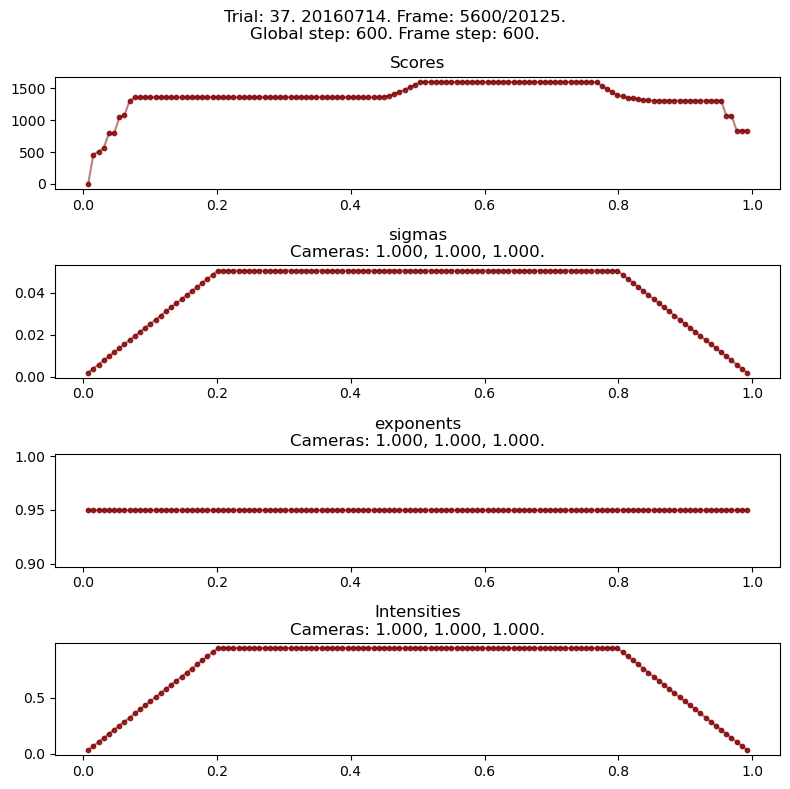 Trial: 37. 20160714. Frame: 5600/20125.
Global step: 600. Frame step: 600.
Scores
1500
1000
500
0
0.0 0.2 0.4 0.6 0.8 1.0
sigmas
Cameras: 1.000, 1.000, 1.000.
0.04
0.02
0.00
0.0 0.2 0.4 0.6 0.8 1.0
exponents
Cameras: 1.000, 1.000, 1.000.
1.00
0.95
0.90
0.0 0.2 0.4 0.6 0.8 1.0
Intensities
Cameras: 1.000, 1.000, 1.000.
0.5
0.0
0.0 0.2 0.4 0.6 0.8 1.0